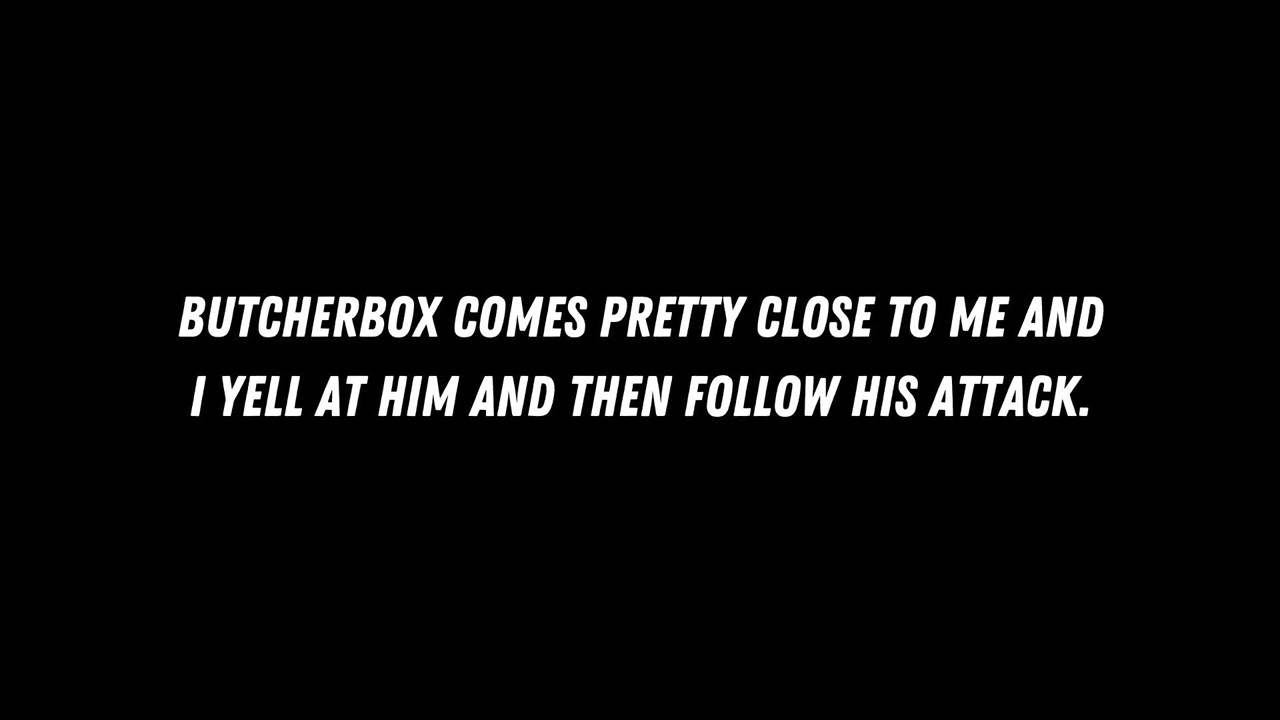 BUTCHERBOX COMES PRETTY CLOSE TO ME AND
I YELL AT HIM AND THEN FOLLOW HIS ATTACK.